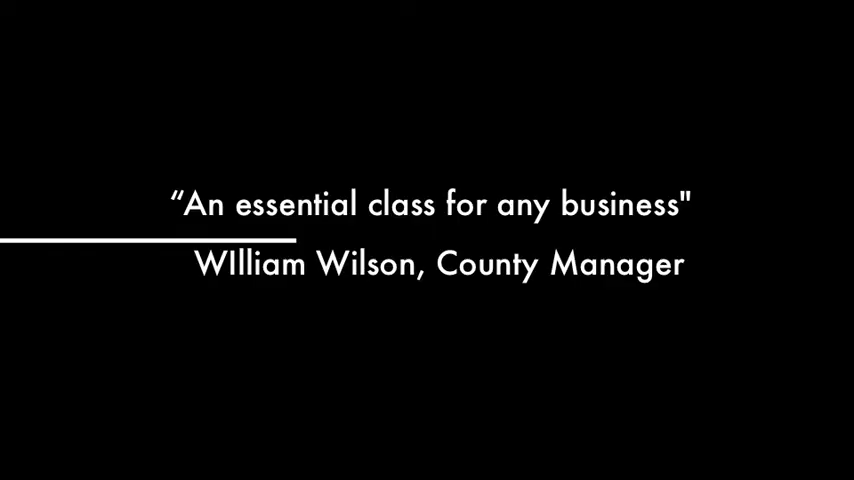 “An essential class for any business"
WIlliam Wilson, County Manager